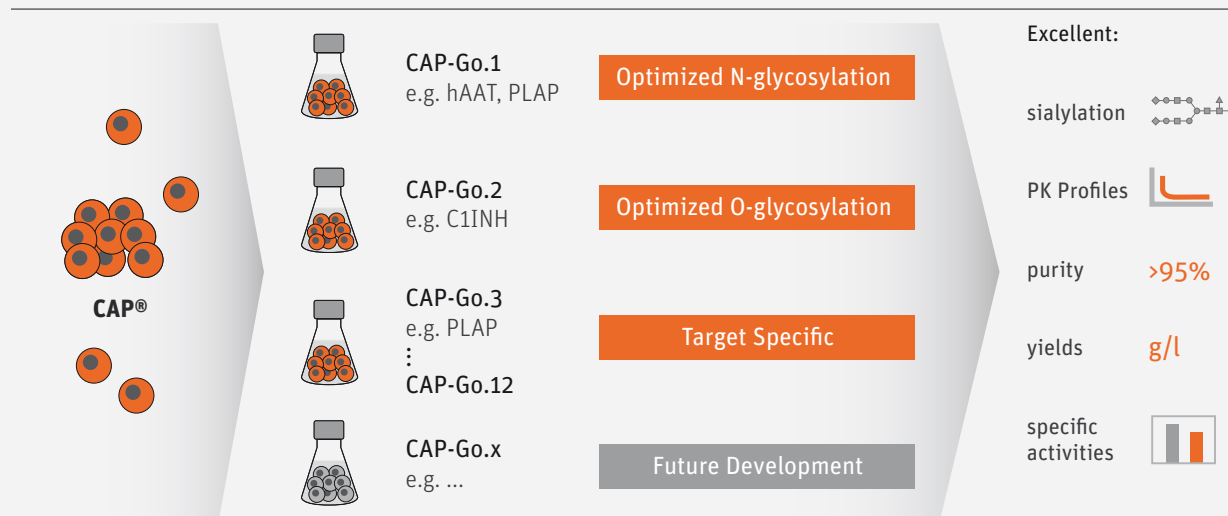 CAP®
CAP-Go.1
e.g. hAAT, PLAP
Optimized N-glycosylation
CAP-Go.2
e.g. C1INH
Optimized O-glycosylation
CAP-Go.3
e.g. PLAP
⋮
CAP-Go.12
Target Specific
CAP-Go.x
e.g. ...
Future Development
Excellent:
sialylation
PK Profiles
purity >95%
yields g/l
specific
activities